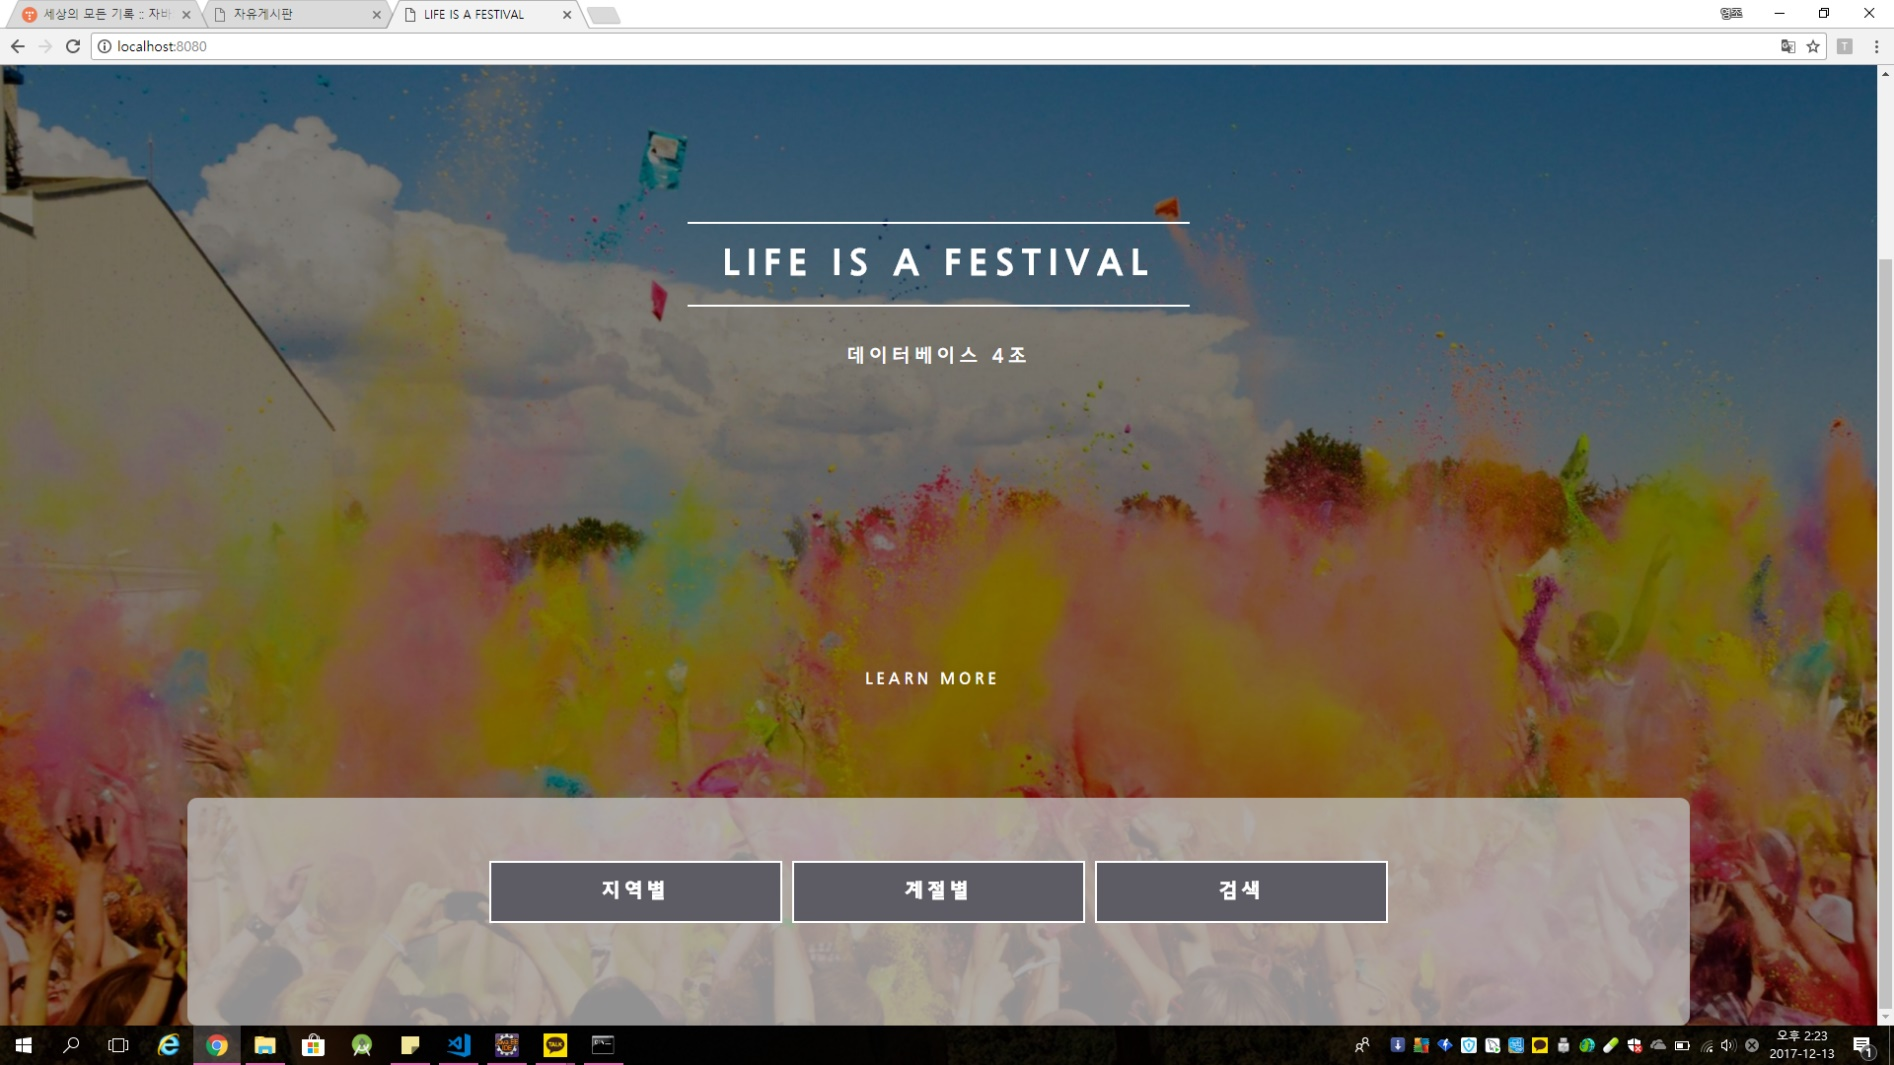 세상의 모든 기록 :: 자바
자유게시판
LIFE IS A FESTIVAL
영조
localhost:8080
LIFE IS A FESTIVAL
데이터베이스 4조
LEARN MORE
지역별
계절별
검색
오후 2:23
2017-12-13